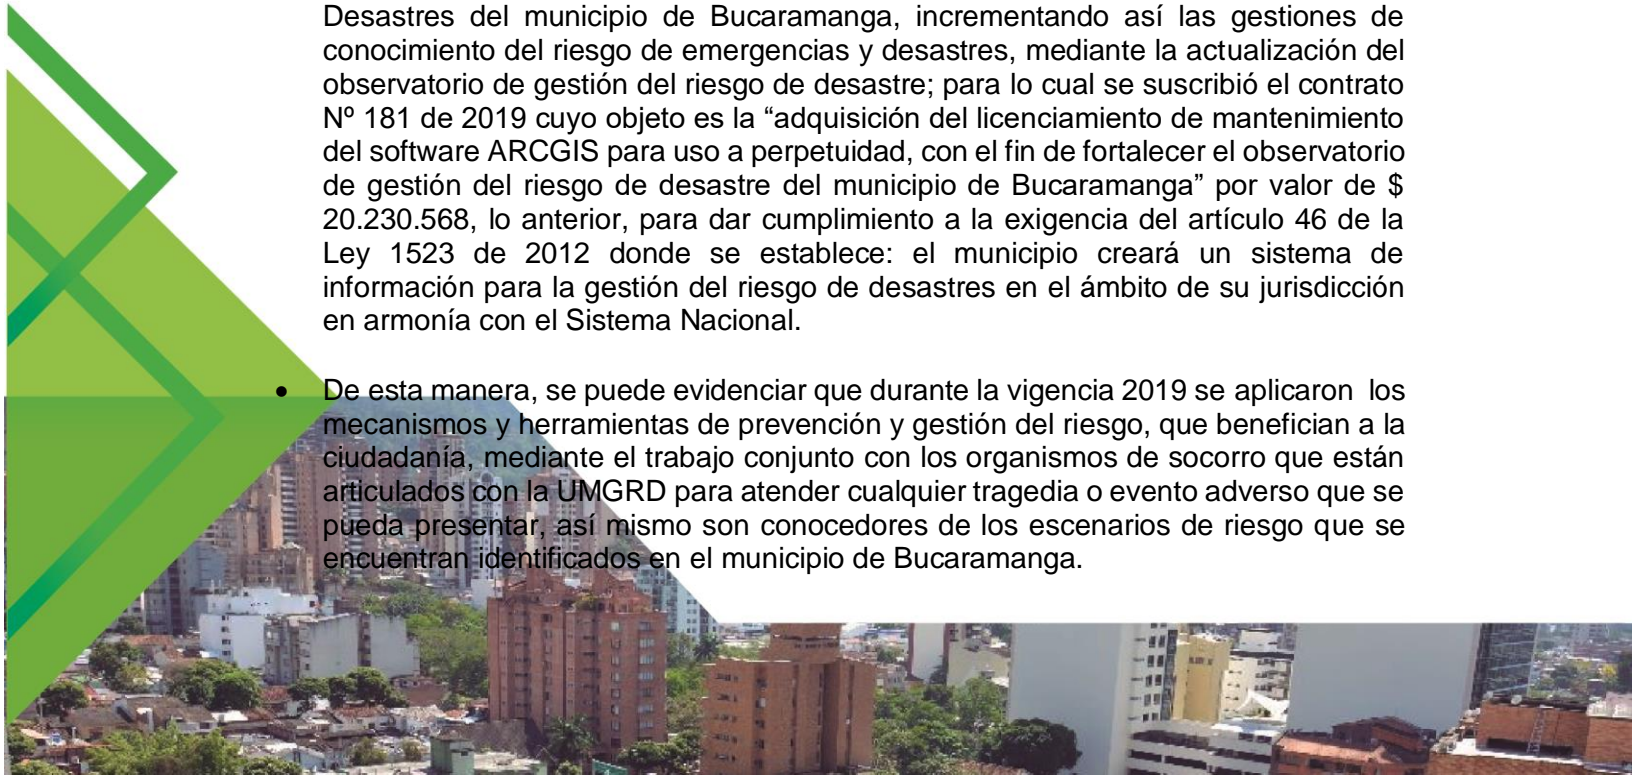 Desastres del municipio de Bucaramanga, incrementando así las gestiones de
conocimiento del riesgo de emergencias y desastres, mediante la actualización del
observatorio de gestión del riesgo de desastre; para lo cual se suscribió el contrato
Nº 181 de 2019 cuyo objeto es la “adquisición del licenciamiento de mantenimiento
del software ARCGIS para uso a perpetuidad, con el fin de fortalecer el observatorio
de gestión del riesgo de desastre del municipio de Bucaramanga” por valor de $
20.230.568, lo anterior, para dar cumplimiento a la exigencia del artículo 46 de la
Ley 1523 de 2012 donde se establece: el municipio creará un sistema de
información para la gestión del riesgo de desastres en el ámbito de su jurisdicción
en armonía con el Sistema Nacional.
• De esta manera, se puede evidenciar que durante la vigencia 2019 se aplicaron los
mecanismos y herramientas de prevención y gestión del riesgo, que benefician a la
ciudadanía, mediante el trabajo conjunto con los organismos de socorro que están
articulados con la UMGRD para atender cualquier tragedia o evento adverso que se
pueda presentar, así mismo son conocedores de los escenarios de riesgo que se
encuentran identificados en el municipio de Bucaramanga.